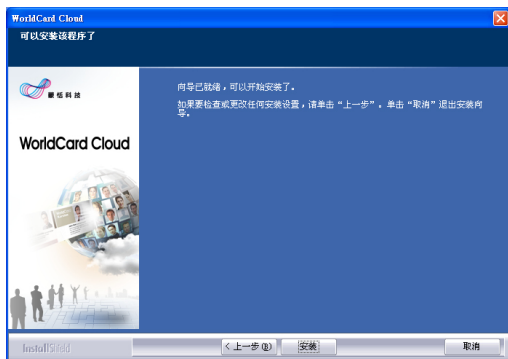 WorldCard Cloud
可以安装该程序了
蒙恬科技
WorldCard Cloud
向导已就绪，可以开始安装了。
如果要检查或更改任何安装设置，请单击“上一步”。单击“取消”退出安装向
导。
InstallShield
< 上一步(B)
安装
取消